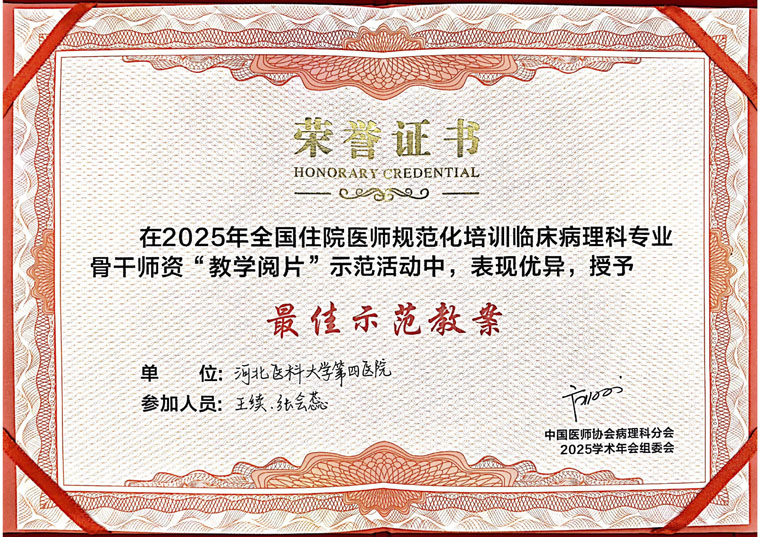 荣誉证书
HONORARY CREDENTIAL
在2025年全国住院医师规范化培训临床病理科专业
骨干师资“教学阅片”示范活动中，表现优异，授予
最佳示范教案
单 位: 河北医科大学第四医院
参加人员: 王续、张会蕊
中国医师协会病理科分会
2025学术年会组委会